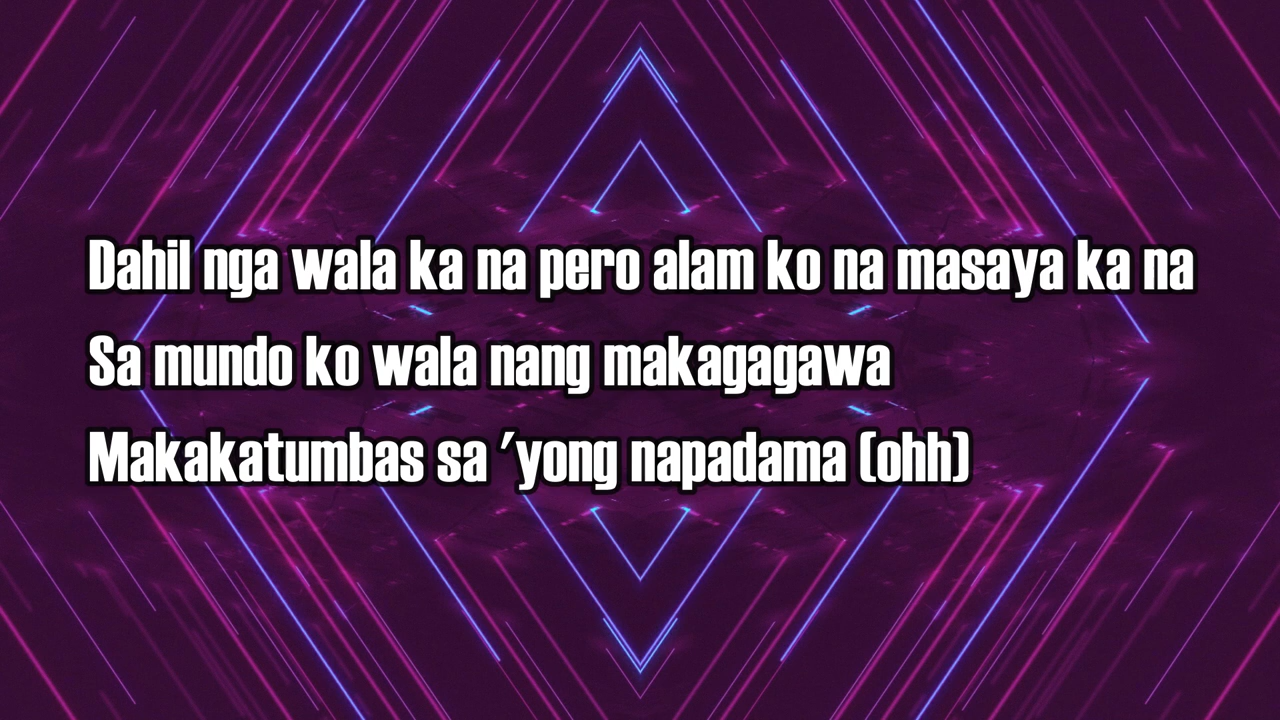 Dahil nga wala ka na pero alam ko na masaya ka na
Sa mundo ko wala nang makagagawa
Makakatumbas sa 'yong napadama (ohh)